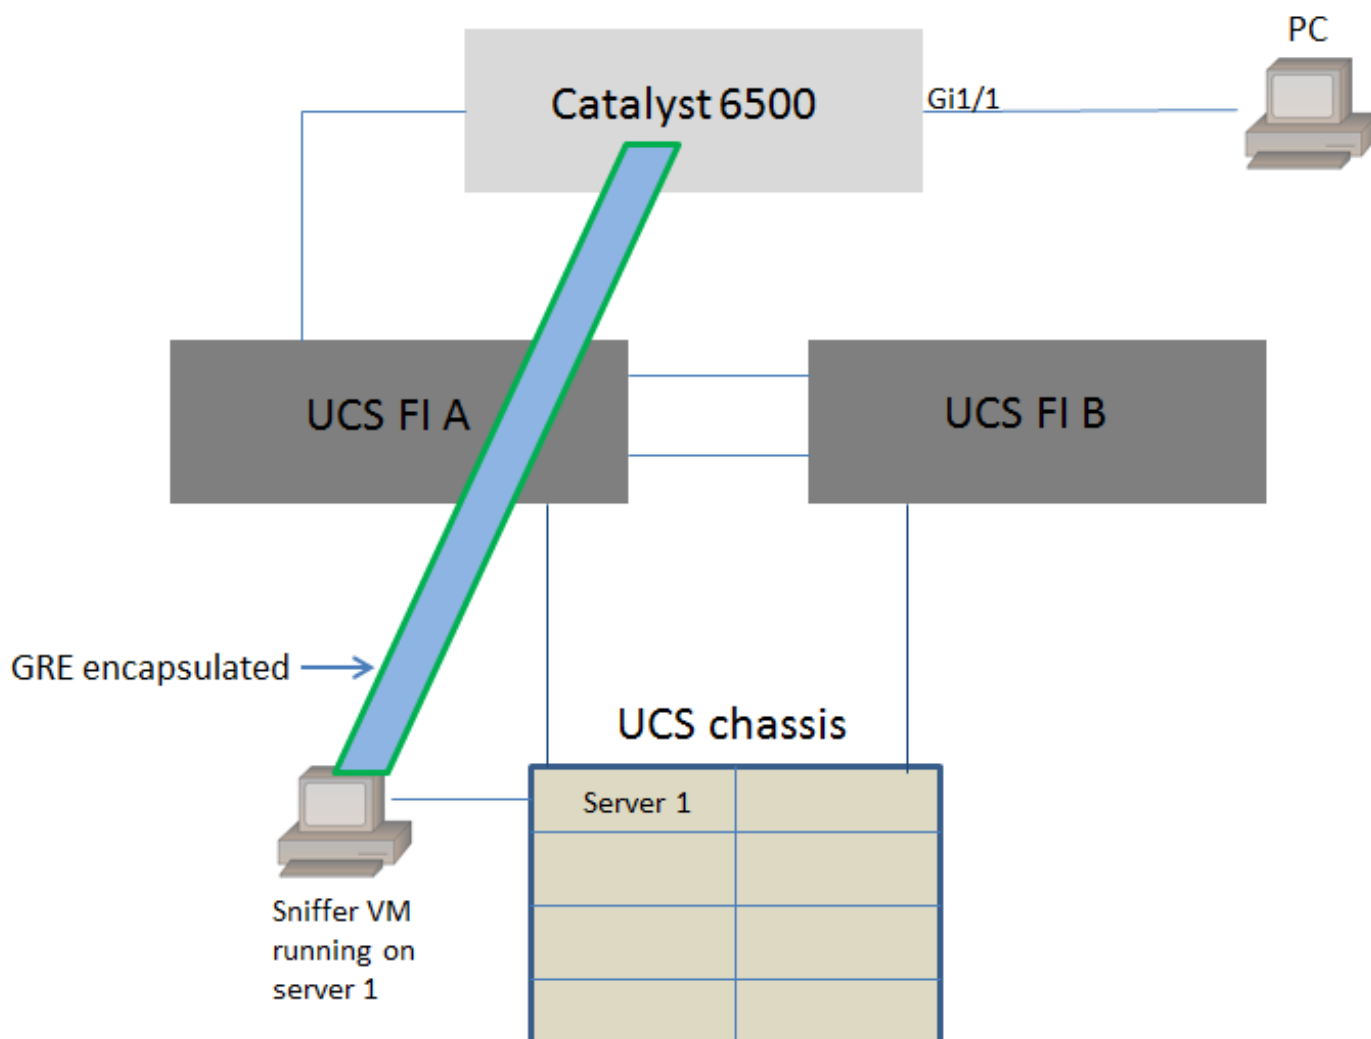 PC
Catalyst 6500
Gi1/1
UCS FI A
UCS FI B
GRE encapsulated
UCS chassis
Server 1
Sniffer VM
running on
server 1